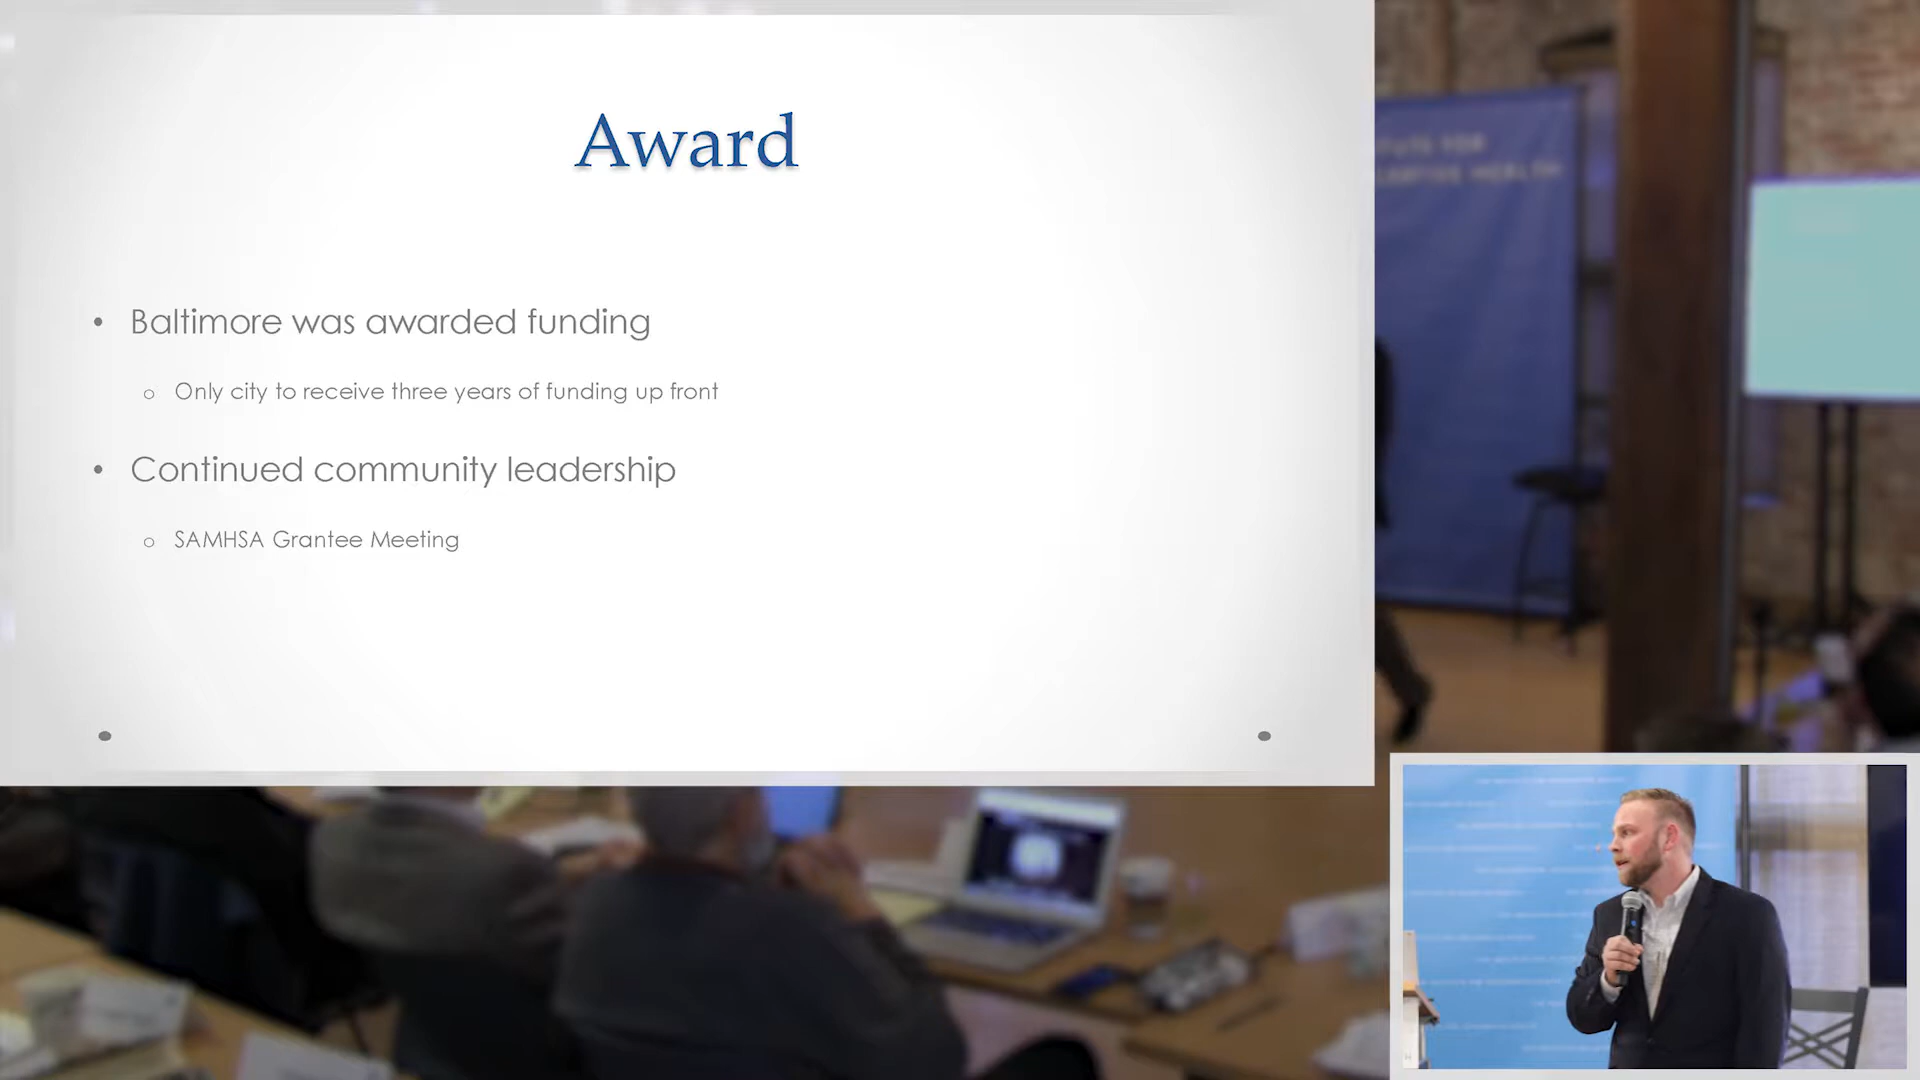 Award
• Baltimore was awarded funding
o Only city to receive three years of funding up front
• Continued community leadership
o SAMHSA Grantee Meeting